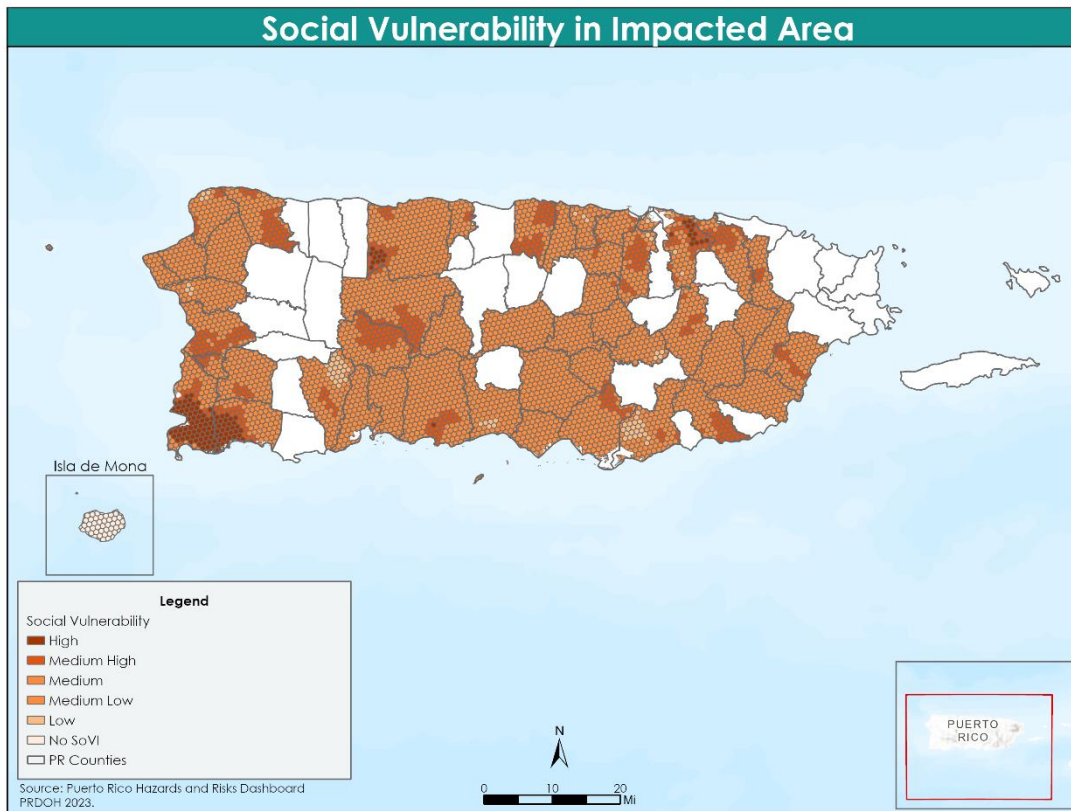 Social Vulnerability in Impacted Area
Isla de Mona
Legend
Social Vulnerability
High
Medium High
Medium
Medium Low
Low
No SoVI
PR Counties
Source: Puerto Rico Hazards and Risks Dashboard
PRDOH 2023.
N
0 10 20
Mi
PUERTO
RICO